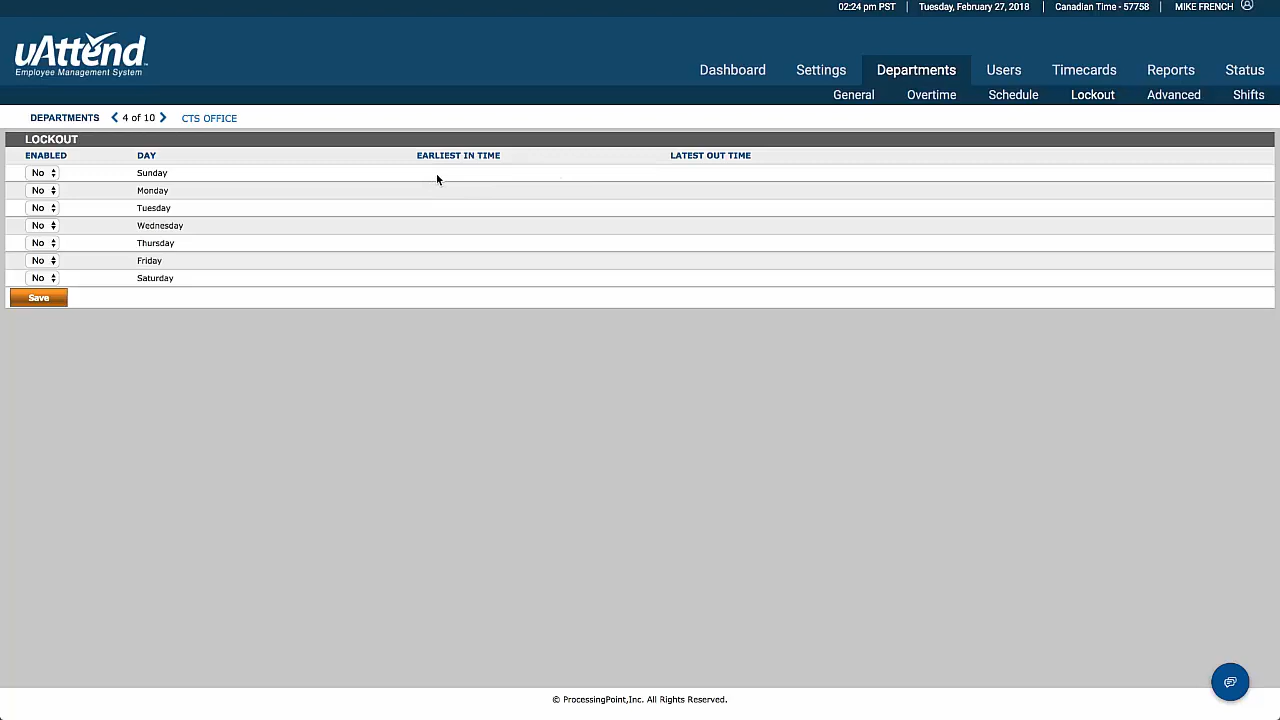 02:24 pm PST | Tuesday, February 27, 2018 | Canadian Time - 57758 | MIKE FRENCH
uAttend
Employee Management System
Dashboard Settings Departments Users Timecards Reports Status
General Overtime Schedule Lockout Advanced Shifts
DEPARTMENTS 4 of 10 CTS OFFICE
LOCKOUT
ENABLED DAY EARLIEST IN TIME LATEST OUT TIME
No Sunday
No Monday
No Tuesday
No Wednesday
No Thursday
No Friday
No Saturday
Save
© ProcessingPoint,Inc. All Rights Reserved.